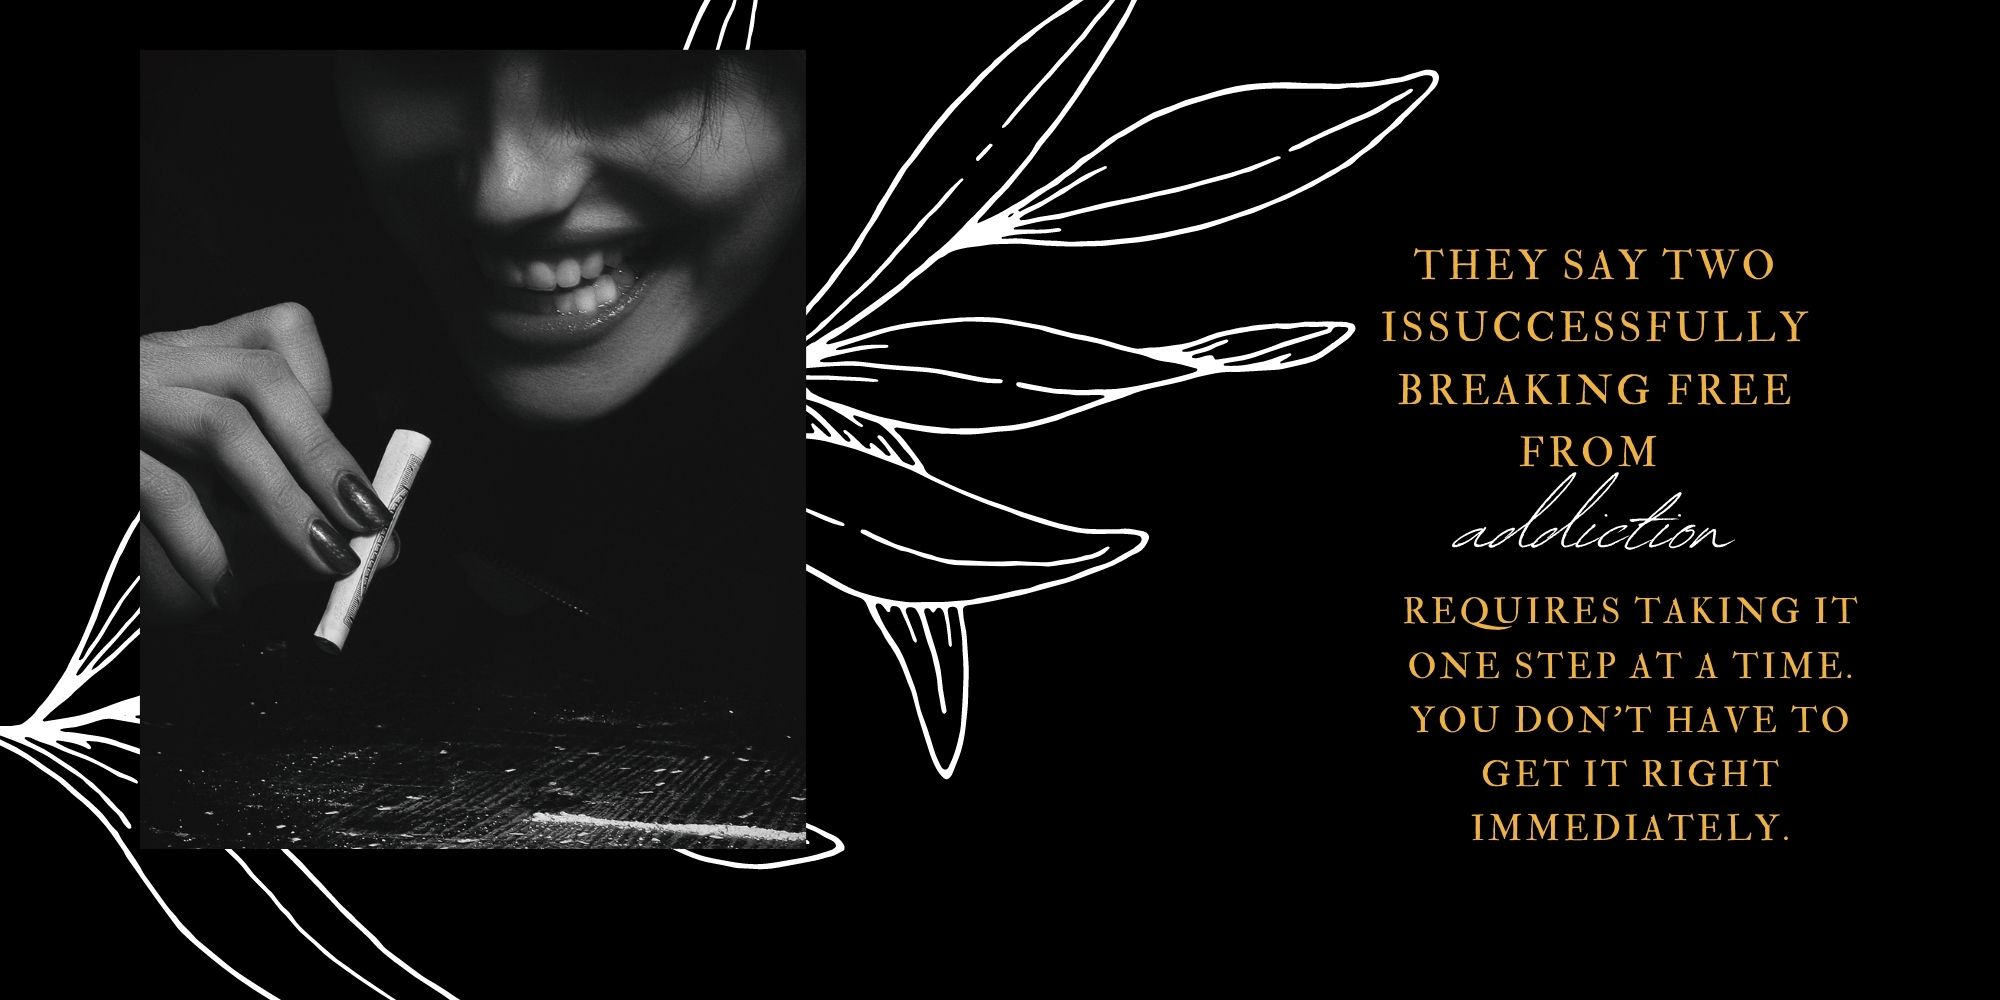 THEY SAY TWO
ISSUCCESSFULLY
BREAKING FREE
FROM
addiction
REQUIRES TAKING IT
ONE STEP AT A TIME.
YOU DON'T HAVE TO
GET IT RIGHT
IMMEDIATELY.